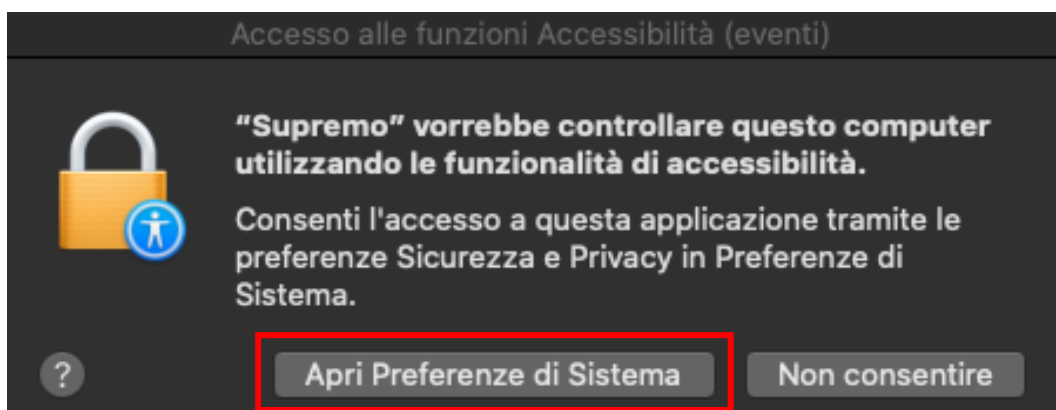 Accesso alle funzioni Accessibilità (eventi)
“Supremo” vorrebbe controllare questo computer
utilizzando le funzionalità di accessibilità.
Consenti l'accesso a questa applicazione tramite le
preferenze Sicurezza e Privacy in Preferenze di
Sistema.
? Apri Preferenze di Sistema Non consentire